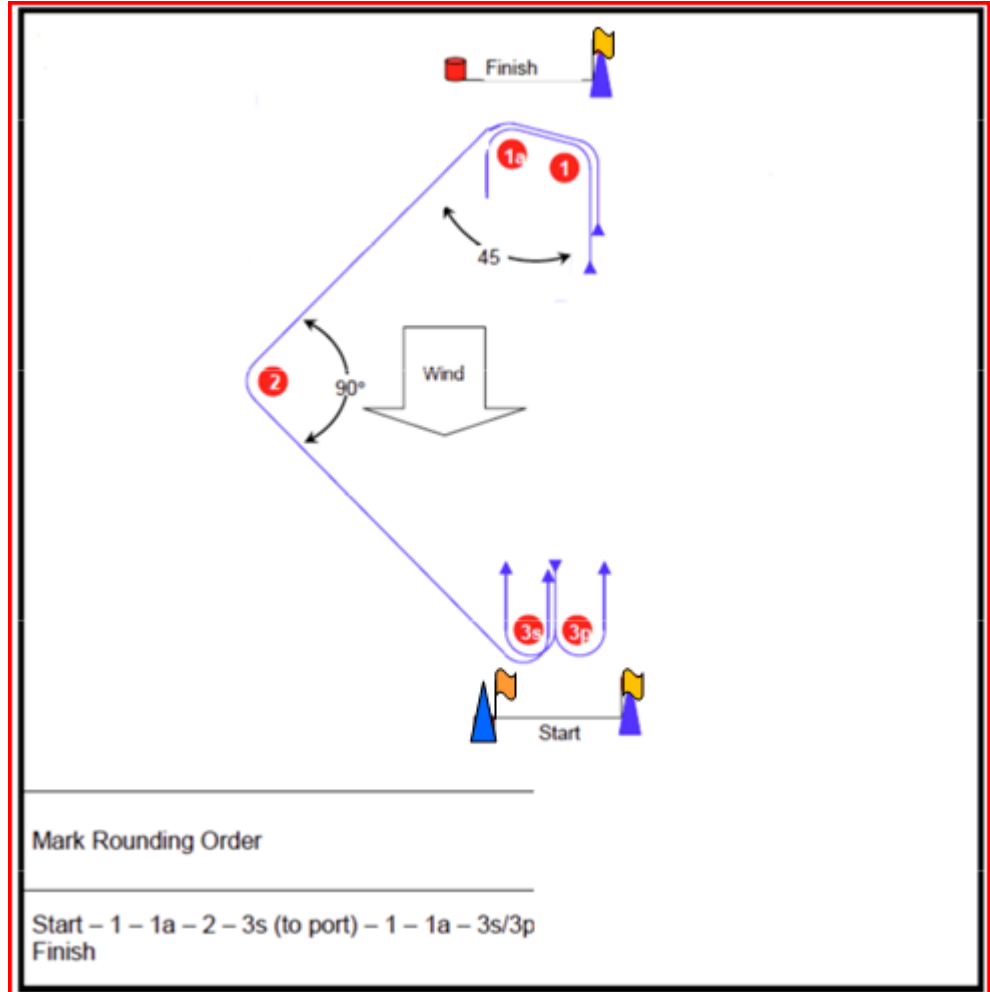 Finish
1a
1
45
2
90°
Wind
3s
3p
Start
Mark Rounding Order
Start – 1 – 1a – 2 – 3s (to port) – 1 – 1a – 3s/3p
Finish